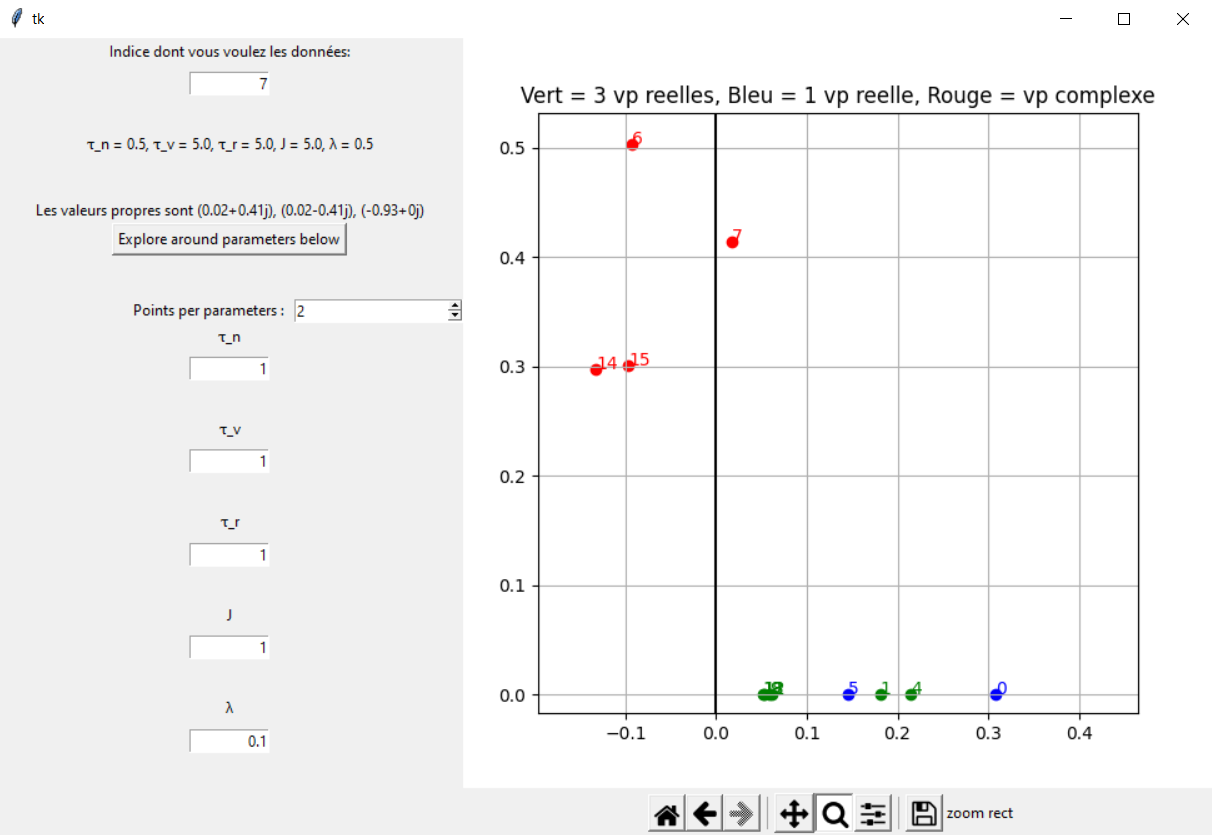 tk
Indice dont vous voulez les données:
7
τ_n = 0.5, τ_v = 5.0, τ_r = 5.0, J = 5.0, λ = 0.5
Les valeurs propres sont (0.02+0.41j), (0.02-0.41j), (-0.93+0j)
Explore around parameters below
Points per parameters : 2
τ_n
1
τ_v
1
τ_r
1
J
1
λ
0.1
Vert = 3 vp reelles, Bleu = 1 vp reelle, Rouge = vp complexe
0.5
0.4
0.3
0.2
0.1
0.0
6
7
14 15
5 1 4 0
−0.1 0.0 0.1 0.2 0.3 0.4
zoom rect